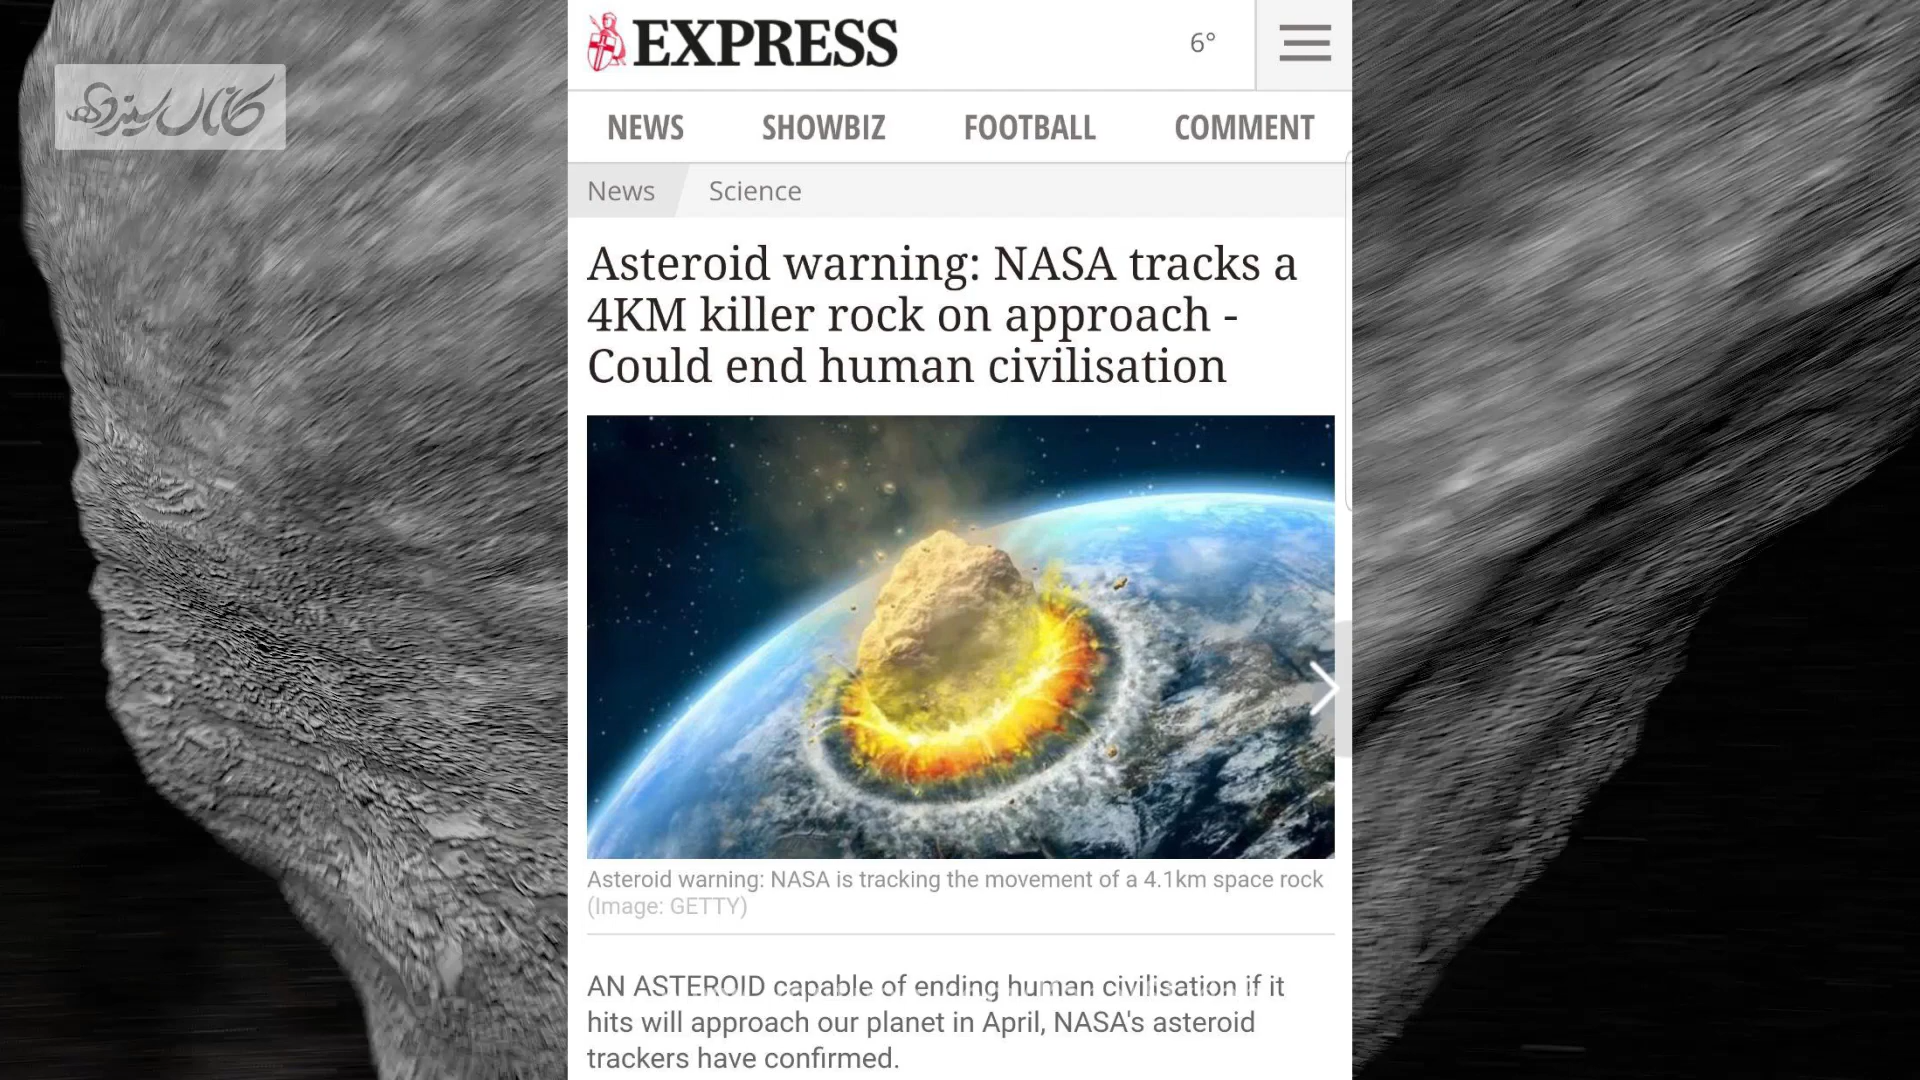 کانال سیزدهم
EXPRESS
6°
NEWS SHOWBIZ FOOTBALL COMMENT
News Science
Asteroid warning: NASA tracks a
4KM killer rock on approach -
Could end human civilisation
Asteroid warning: NASA is tracking the movement of a 4.1km space rock
(Image: GETTY)
AN ASTEROID capable of ending human civilisation if it
hits will approach our planet in April, NASA's asteroid
trackers have confirmed.